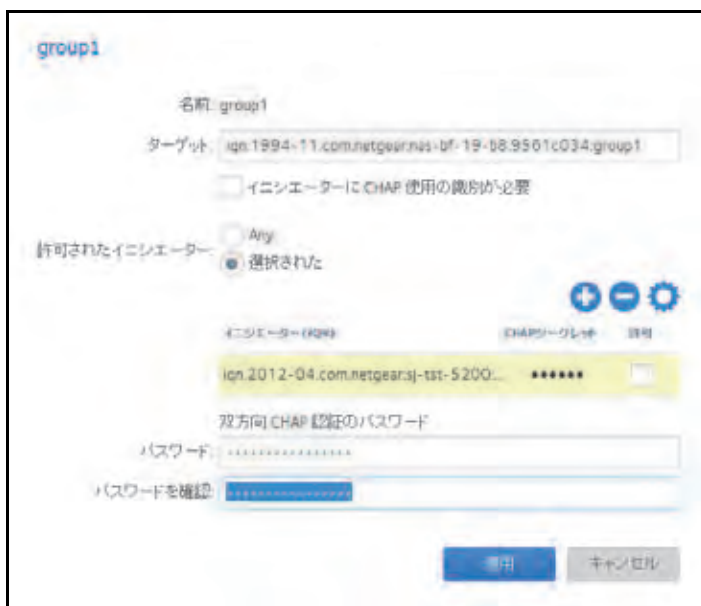 group1
名前: group1
ターゲット: iqn.1994-11.com.netgear:nas-bf-19-b8:9561c034:group1
イニシエーターに CHAP 使用の識別が必要
許可されたイニシエーター: Any
選択された
イニシエーター (IQN) CHAPシークレット 許可
iqn.2012-04.com.netgear:sj-tst-5200... ••••••
双方向 CHAP 認証のパスワード
パスワード: ••••••••••••••••
パスワードを確認: ••••••••••••••••
適用 キャンセル